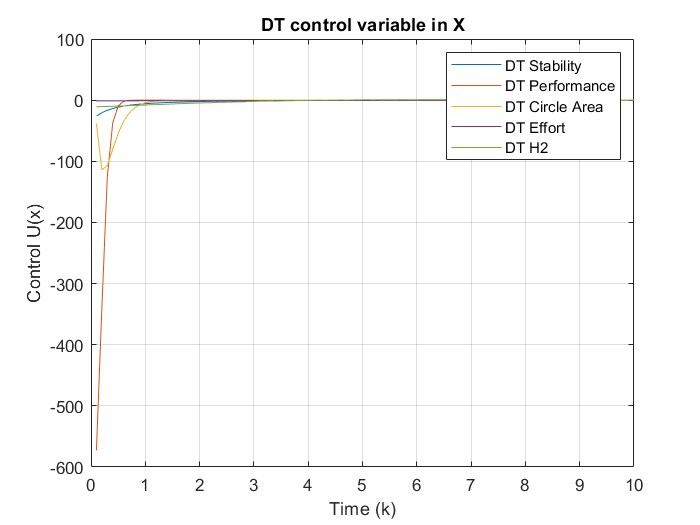 DT control variable in X
100
0
-100
-200
-300
-400
-500
-600
Control U(x)
DT Stability
DT Performance
DT Circle Area
DT Effort
DT H2
0 1 2 3 4 5 6 7 8 9 10
Time (k)